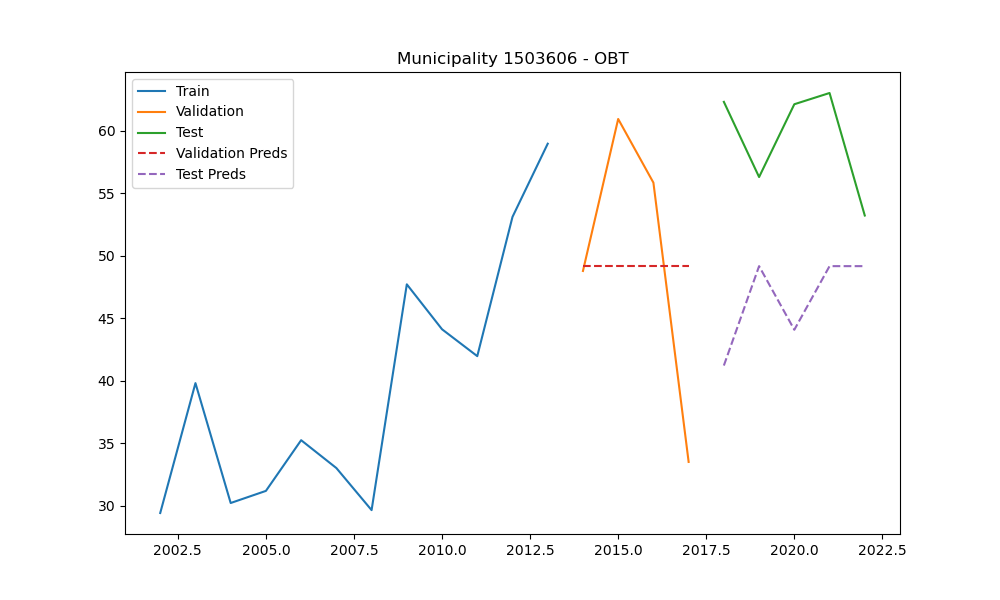 Municipality 1503606 - OBT
Train
Validation
Test
Validation Preds
Test Preds
60
55
50
45
40
35
30
2002.5 2005.0 2007.5 2010.0 2012.5 2015.0 2017.5 2020.0 2022.5